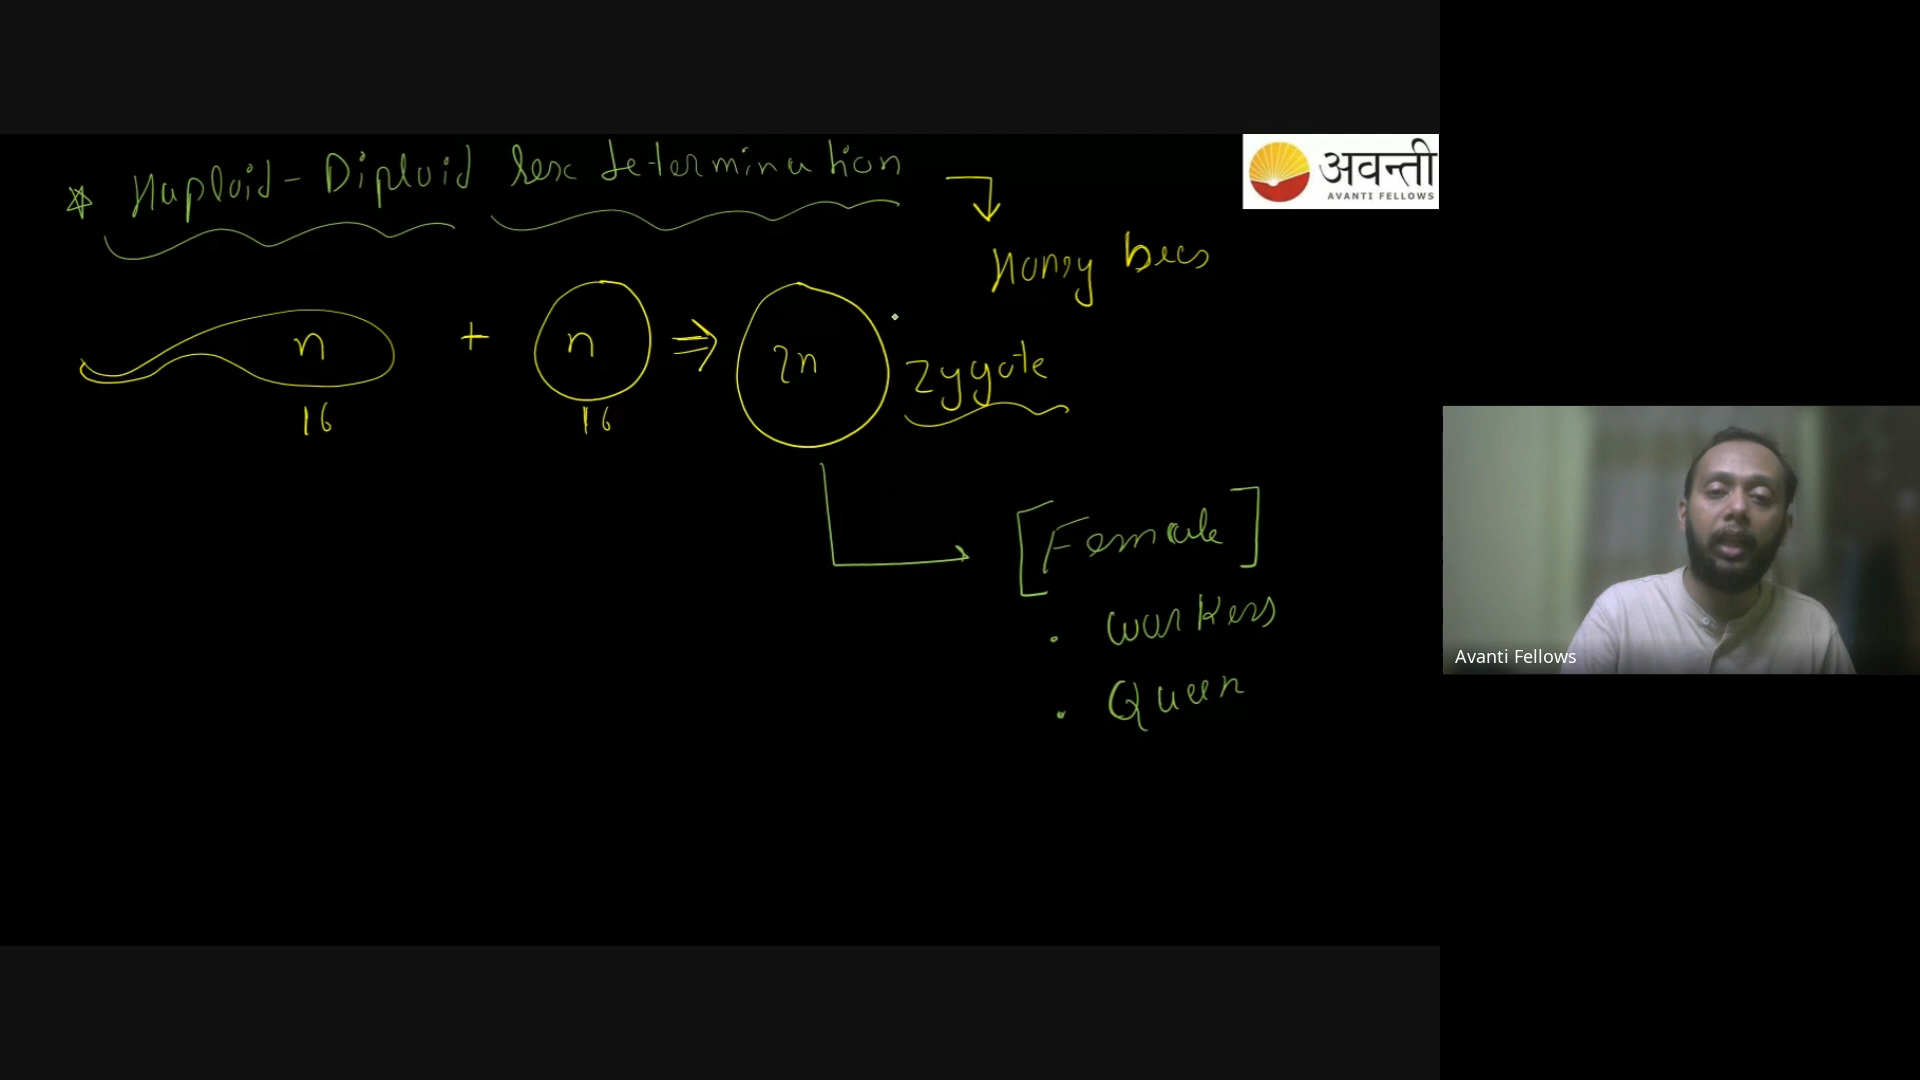 * Haploid-Diploid sex determination
Honey bees
n + n ⇒ 2n Zygote
16 16
[Female]
. workers
. Queen
अवन्ती
AVANTI FELLOWS
Avanti Fellows